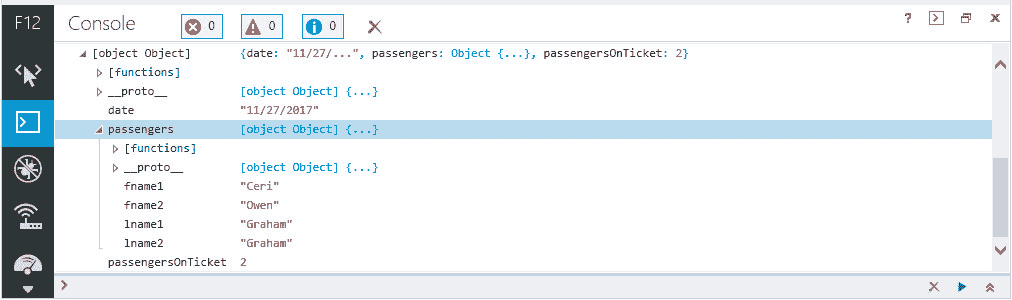 F12 Console 0 0 0 ?
[object Object] {date: "11/27/...", passengers: Object {...}, passengersOnTicket: 2}
[functions]
__proto__ [object Object] {...}
date "11/27/2017"
passengers [object Object] {...}
[functions]
__proto__ [object Object] {...}
fname1 "Ceri"
fname2 "Owen"
lname1 "Graham"
lname2 "Graham"
passengersOnTicket 2